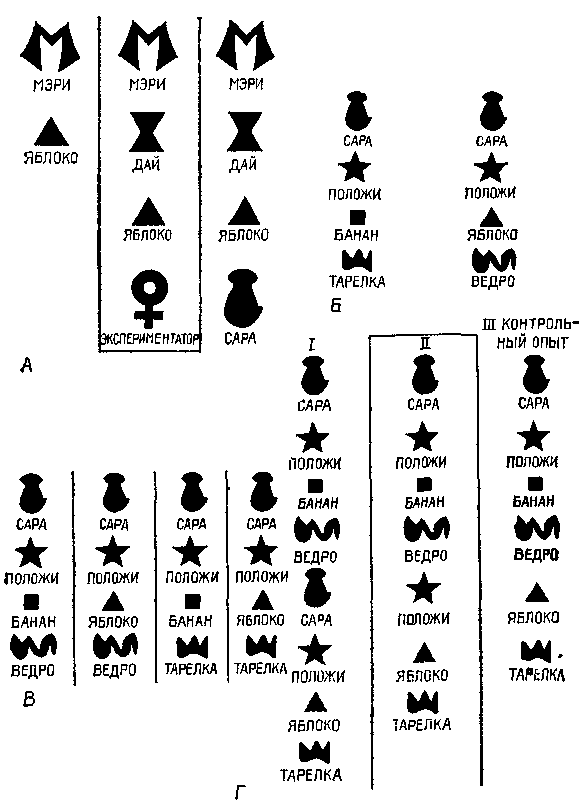 МЭРИ
ЯБЛОКО
МЭРИ
ДАЙ
ЯБЛОКО
ЭКСПЕРИМЕНТАТОР
МЭРИ
ДАЙ
ЯБЛОКО
САРА
А
САРА
ПОЛОЖИ
БАНАН
ТАРЕЛКА
САРА
ПОЛОЖИ
ЯБЛОКО
ВЕДРО
Б
САРА
ПОЛОЖИ
БАНАН
ВЕДРО
САРА
ПОЛОЖИ
ЯБЛОКО
ВЕДРО
САРА
ПОЛОЖИ
БАНАН
ТАРЕЛКА
САРА
ПОЛОЖИ
ЯБЛОКО
ТАРЕЛКА
В
I
САРА
ПОЛОЖИ
БАНАН
ВЕДРО
САРА
ПОЛОЖИ
ЯБЛОКО
ТАРЕЛКА
II
САРА
ПОЛОЖИ
БАНАН
ВЕДРО
ПОЛОЖИ
ЯБЛОКО
ТАРЕЛКА
III КОНТРОЛЬ-
НЫЙ ОПЫТ
САРА
ПОЛОЖИ
БАНАН
ВЕДРО
ЯБЛОКО
ТАРЕЛКА
Г